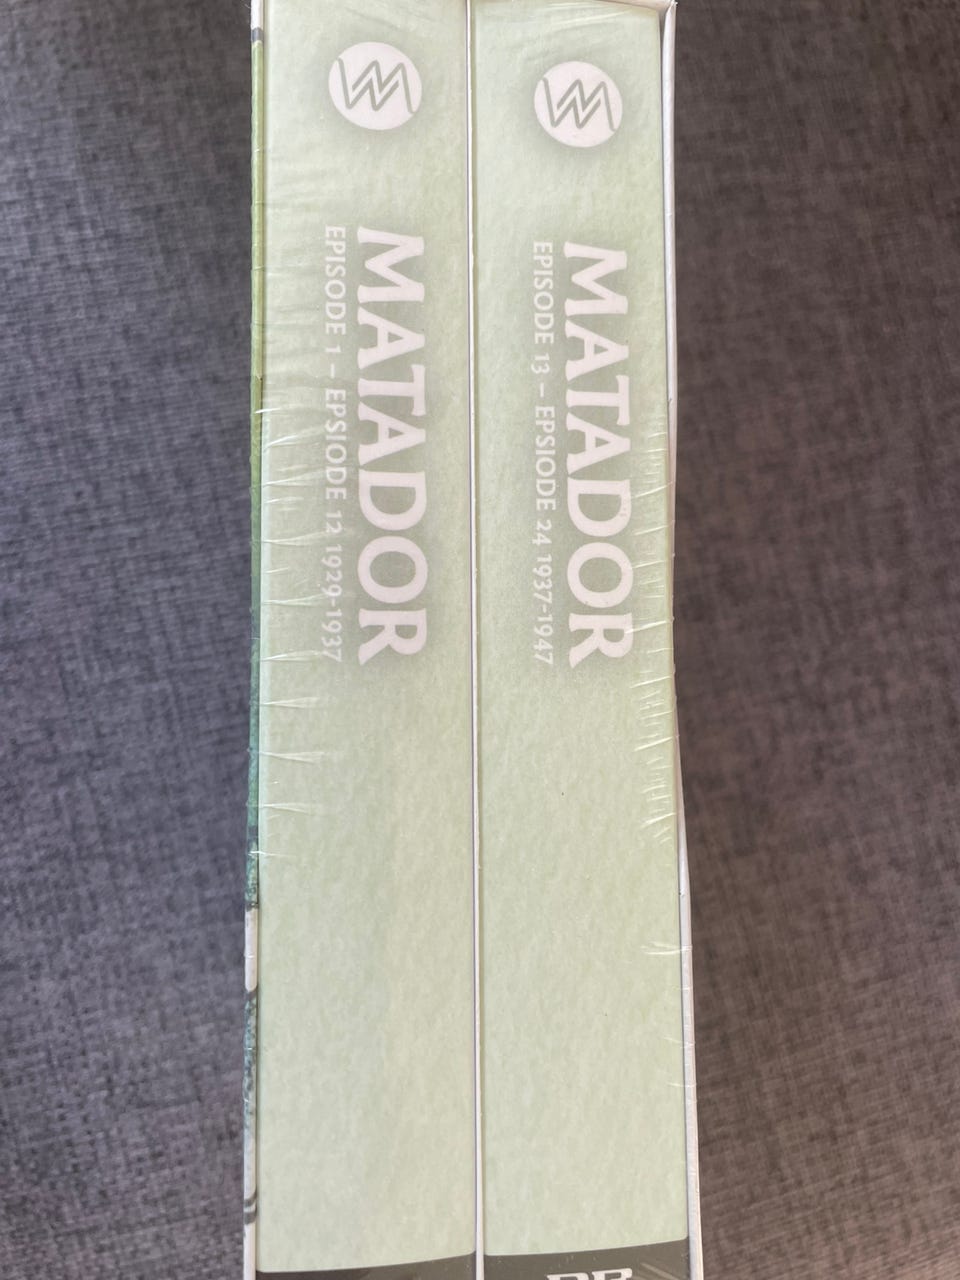 MATADOR
EPISODE 1 – EPSIODE 12 1929-1937
MATADOR
EPISODE 13 – EPSIODE 24 1937-1947